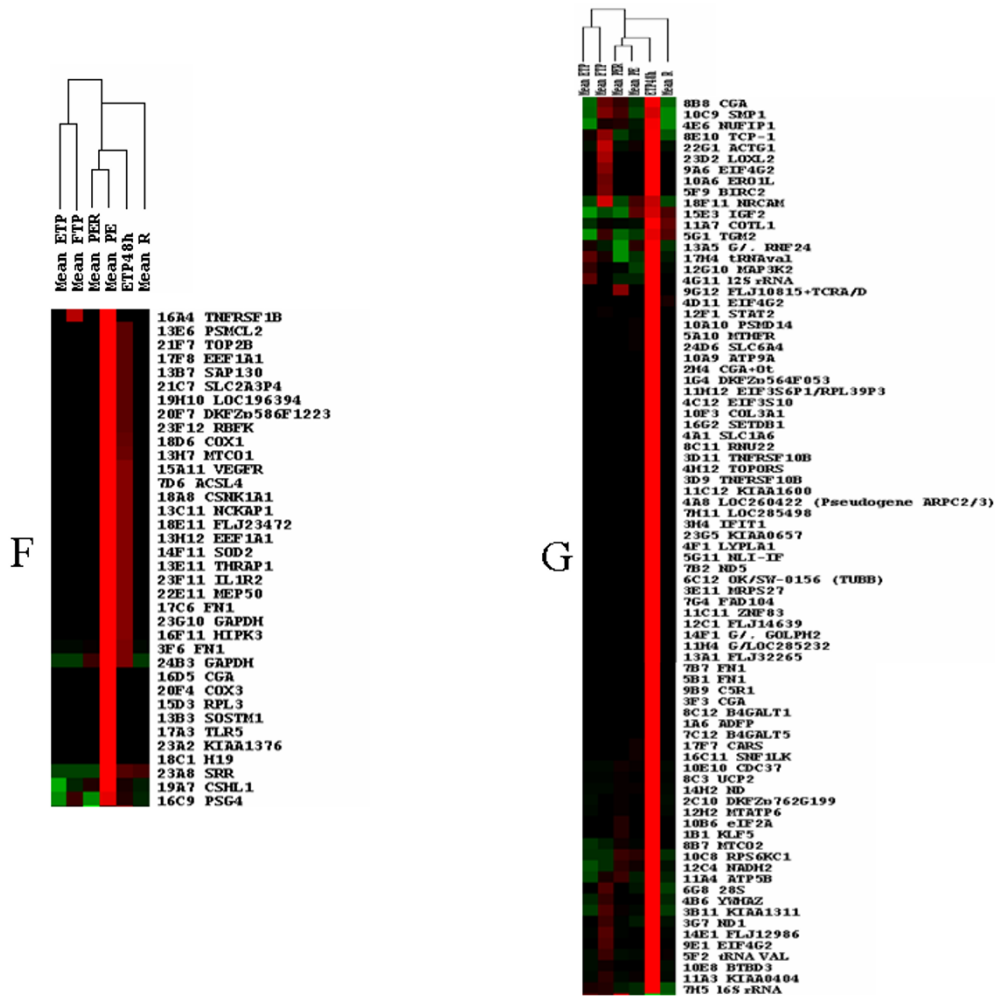 F
Mean ETP
Mean FTP
Mean PER
Mean PE
ETP48h
Mean R
16A4 TNFRSF1B
13E6 PSMCL2
21F7 TOP2B
17F8 EEF1A1
13B7 SAP130
21C7 SLC2A3P4
19H10 LOC196394
20F7 DKFZp586F1223
23F12 RBFK
18D6 COX1
13H7 MTCO1
15A11 VEGFR
7D6 ACSL4
18A8 CSNK1A1
13C11 NCKAP1
18E11 FLJ23472
13H12 EEF1A1
14F11 SOD2
13E11 THRAP1
23F11 IL1R2
22E11 MEP50
17C6 FN1
23G10 GAPDH
16F11 HIPK3
3F6 FN1
24B3 GAPDH
16D5 CGA
20F4 COX3
15D3 RPL3
13B3 SOSTM1
17A3 TLR5
23A2 KIAA1376
18C1 H19
23A8 SRR
19A7 CSHL1
16C9 PSG4
G
Mean ETP
Mean FTP
Mean PER
Mean PE
ETP48h
Mean R
8B8 CGA
10C9 SMP1
4E6 NUFIP1
8E10 TCP-1
22G1 ACTG1
23D2 LOXL2
9A6 EIF4G2
10A6 ERO1L
5F9 BIRC2
18F11 NRCAM
15E3 IGF2
11A7 COTL1
5G1 TGM2
13A5 G/. RNF24
17H4 tRNAval
12G10 MAP3K2
4G11 12S rRNA
9G12 FLJ10815+TCRA/D
4D11 EIF4G2
12F1 STAT2
10A10 PSMD14
5A10 MTHFR
24D6 SLC6A4
10A9 ATP9A
2H4 CGA+Ot
1G4 DKFZp564F053
11H12 EIF3S6P1/RPL39P3
4C12 EIF3S10
10F3 COL3A1
16G2 SETDB1
4A1 SLC1A6
8C11 RNU22
3D11 TNFRSF10B
4H12 TOPORS
3D9 TNFRSF10B
11C12 KIAA1600
4A8 LOC260422 (Pseudogene ARPC2/3)
7H11 LOC285498
3H4 IFIT1
23G5 KIAA0657
4F1 LYPLA1
5G11 NLI-IF
7B2 ND5
6C12 OK/SW-0156 (TUBB)
3E11 MRPS27
7G4 FAD104
11C11 ZNF83
12C1 FLJ14639
14F1 G/. GOLPH2
11H4 G/LOC285232
13A1 FLJ32265
7B7 FN1
5B1 FN1
9B9 C5R1
3F3 CGA
8C12 B4GALT1
1A6 ADFP
7C12 B4GALT5
17F7 CARS
16C11 SNF1LK
10E10 CDC37
8C3 UCP2
14H2 ND
2C10 DKFZp762G199
12H2 MTATP6
10B6 eIF2A
1B1 KLF5
8B7 MTCO2
10C8 RPS6KC1
12C4 NADH2
11A4 ATP5B
6G8 28S
4B6 YWHAZ
3B11 KIAA1311
3G7 ND1
14E1 FLJ12986
9E1 EIF4G2
5F2 tRNA VAL
10E8 BTBD3
11A3 KIAA0404
7H5 16S rRNA